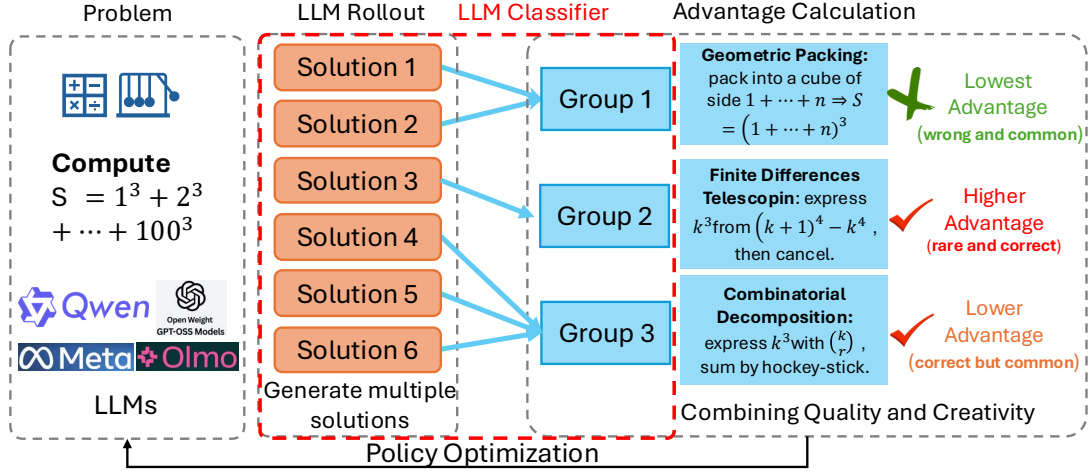 Problem
LLM Rollout
LLM Classifier
Advantage Calculation
Compute
S = 1³ + 2³
+ ⋯ + 100³
Qwen
Open Weight
GPT-OSS Models
Meta
Olmo
LLMs
Solution 1
Solution 2
Solution 3
Solution 4
Solution 5
Solution 6
Generate multiple
solutions
Group 1
Group 2
Group 3
Geometric Packing:
pack into a cube of
side 1 + ⋯ + n ⇒ S
= (1 + ⋯ + n)³
Lowest
Advantage
(wrong and common)
Finite Differences
Telescopin: express
k³from (k + 1)⁴ − k⁴ ,
then cancel.
Higher
Advantage
(rare and correct)
Combinatorial
Decomposition:
express k³with (k r) ,
sum by hockey-stick.
Lower
Advantage
(correct but common)
Combining Quality and Creativity
Policy Optimization